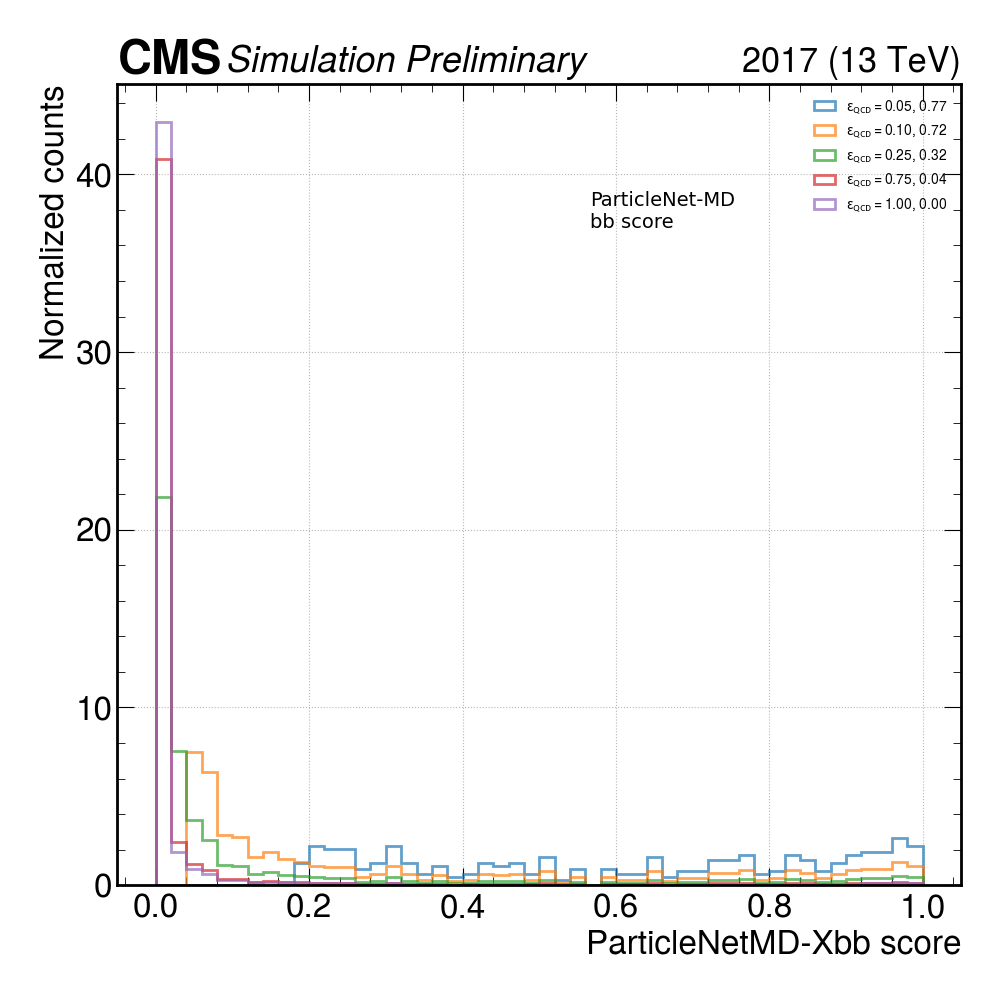 CMS Simulation Preliminary 2017 (13 TeV)
Normalized counts
ε_QCD = 0.05, 0.77
ε_QCD = 0.10, 0.72
ε_QCD = 0.25, 0.32
ε_QCD = 0.75, 0.04
ε_QCD = 1.00, 0.00
ParticleNet-MD
bb score
40
30
20
10
0
0.0 0.2 0.4 0.6 0.8 1.0
ParticleNetMD-Xbb score